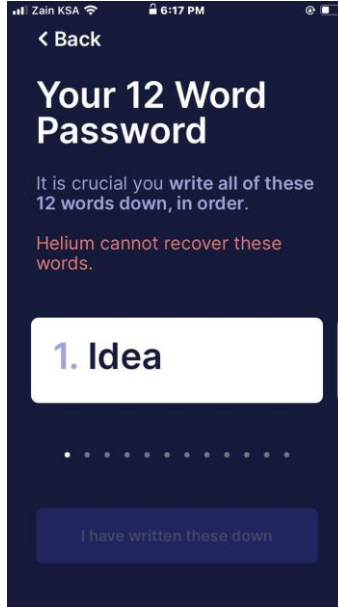 Zain KSA 6:17 PM
Back
Your 12 Word
Password
It is crucial you write all of these
12 words down, in order.
Helium cannot recover these
words.
1. Idea
I have written these down